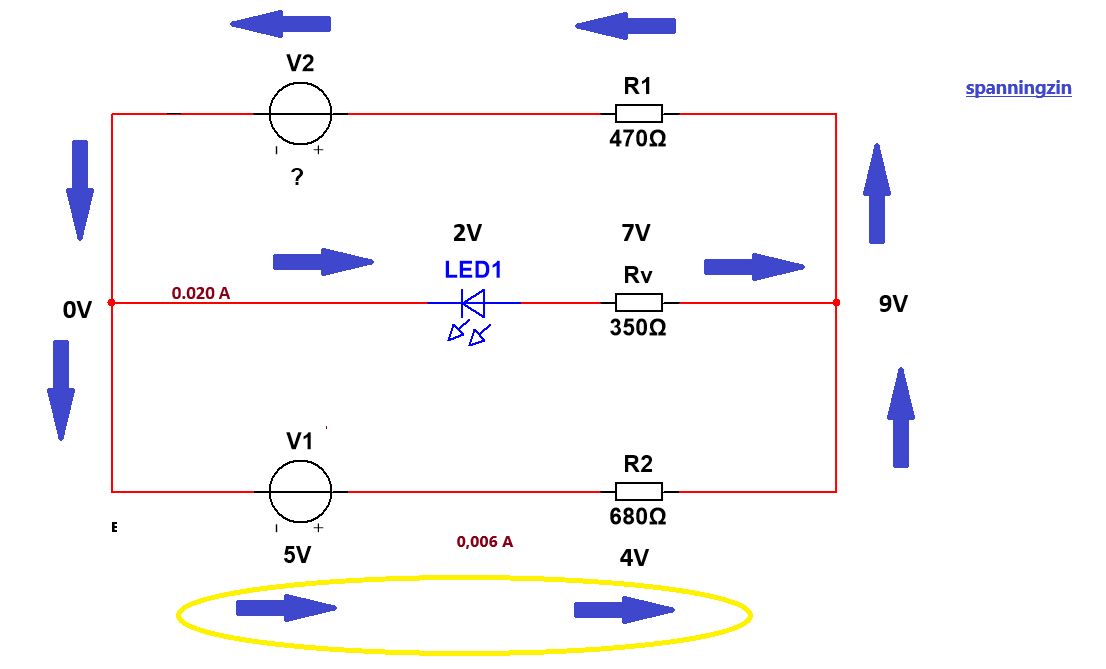 V2
R1
spanningzin
470Ω
- +
?
2V
7V
LED1
Rv
0.020 A
0V
9V
350Ω
V1
R2
- +
680Ω
E
0,006 A
5V
4V